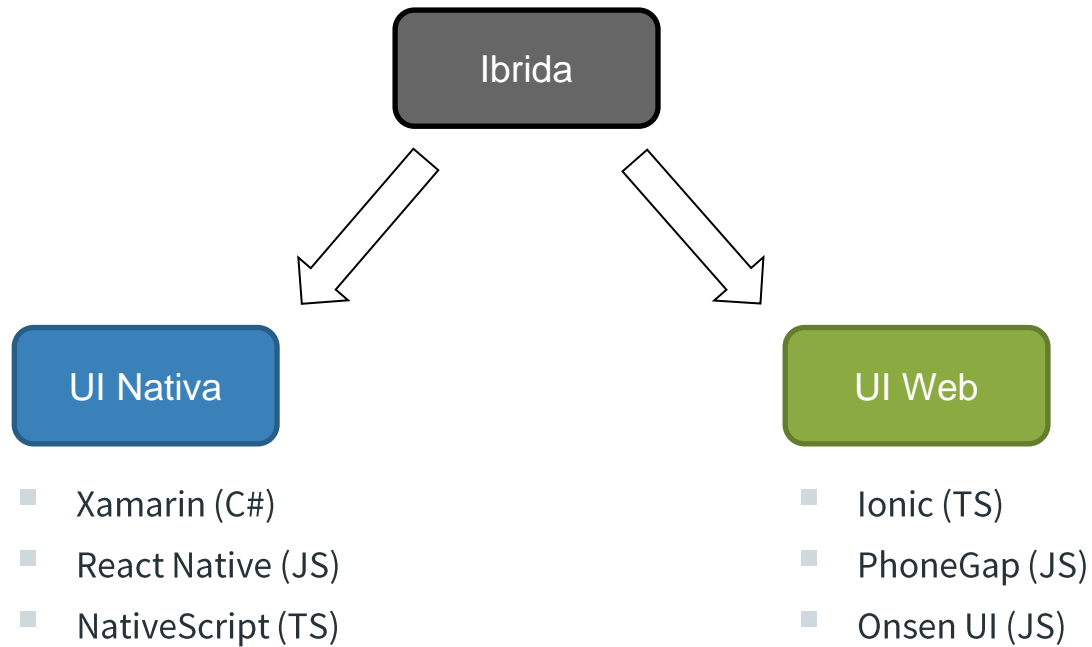 Ibrida
UI Nativa
UI Web
Xamarin (C#)
React Native (JS)
NativeScript (TS)
Ionic (TS)
PhoneGap (JS)
Onsen UI (JS)